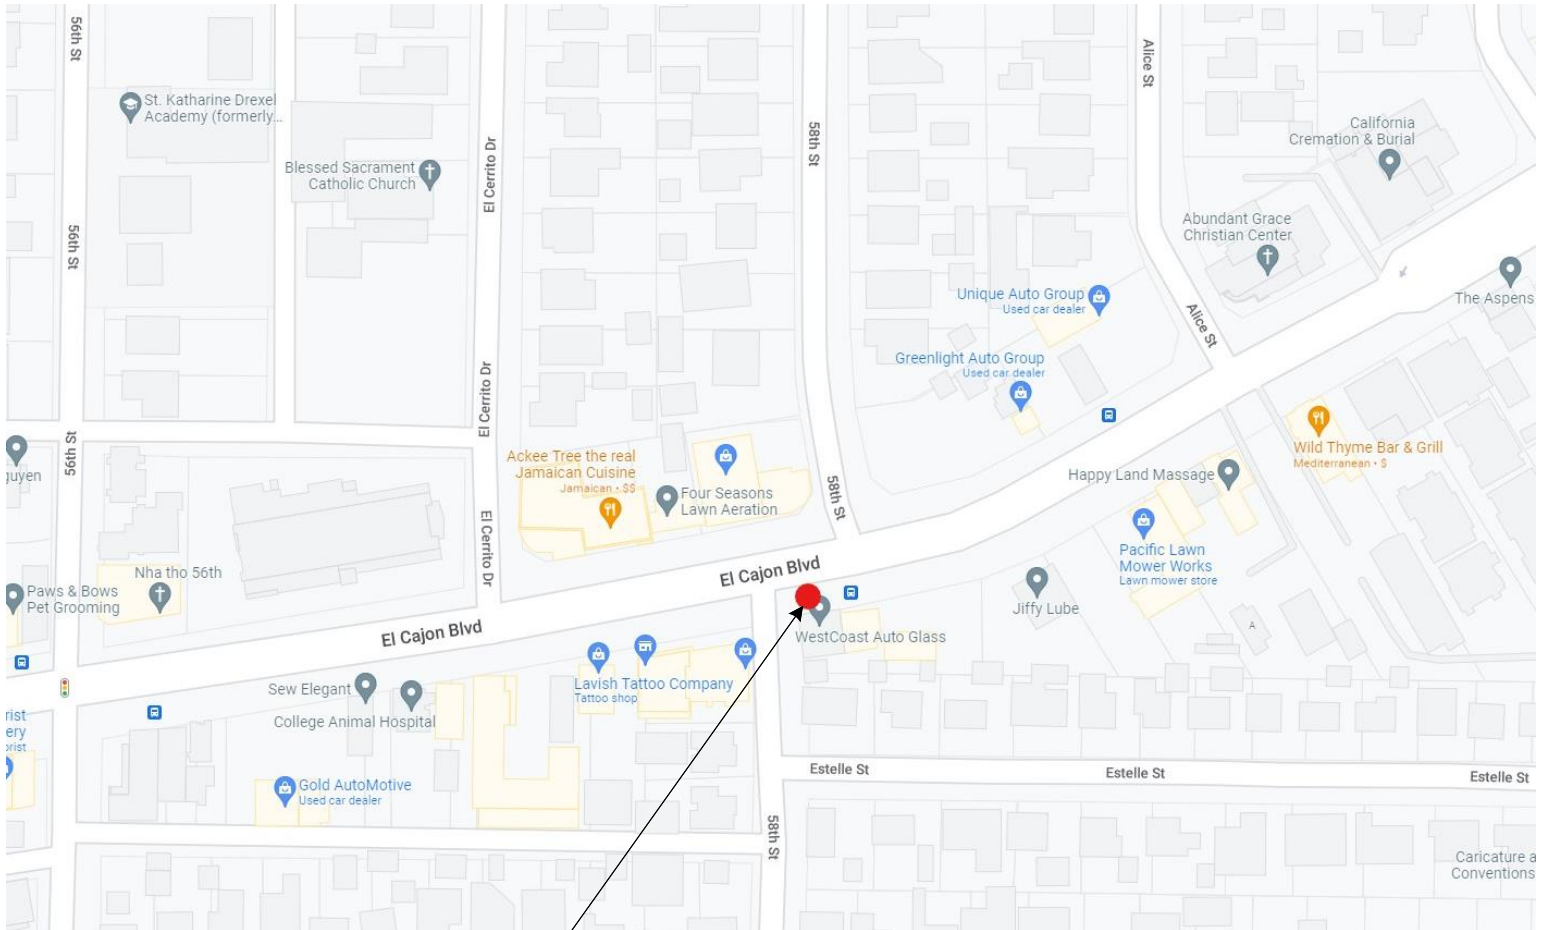 56th St
St. Katharine Drexel
Academy (formerly...
Blessed Sacrament
Catholic Church
El Cerrito Dr
58th St
Alice St
California
Cremation & Burial
56th St
Abundant Grace
Christian Center
The Aspens
Unique Auto Group
Used car dealer
Alice St
Greenlight Auto Group
Used car dealer
El Cerrito Dr
56th St
Ackee Tree the real
Jamaican Cuisine
Jamaican • $$
Four Seasons
Lawn Aeration
58th St
Wild Thyme Bar & Grill
Mediterranean • $
Happy Land Massage
guyen
El Cerrito Dr
Pacific Lawn
Mower Works
Lawn mower store
Nha tho 56th
Paws & Bows
Pet Grooming
El Cajon Blvd
Jiffy Lube
El Cajon Blvd
WestCoast Auto Glass
A
Sew Elegant
College Animal Hospital
Lavish Tattoo Company
Tattoo shop
rist
ery
orist
Gold AutoMotive
Used car dealer
Estelle St
Estelle St
Estelle St
58th St
Caricature a
Conventions